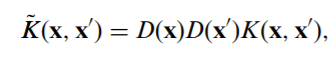 K̃(x, x′) = D(x)D(x′)K(x, x′),